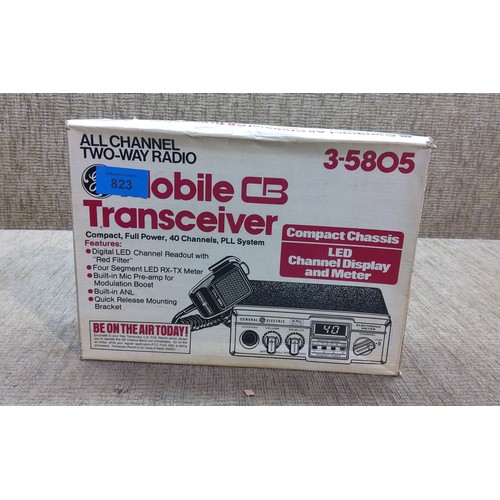 ALL CHANNEL
TWO-WAY RADIO
3-5805
823
obile CB
Transceiver
Compact, Full Power, 40 Channels, PLL System
Features:
Digital LED Channel Readout with
"Red Filter"
Four Segment LED RX-TX Meter
Built-in Mic Pre-amp for
Modulation Boost
Built-in ANL
Quick Release Mounting
Bracket
Compact Chassis
LED
Channel Display
and Meter
BE ON THE AIR TODAY!
GENERAL ELECTRIC
40